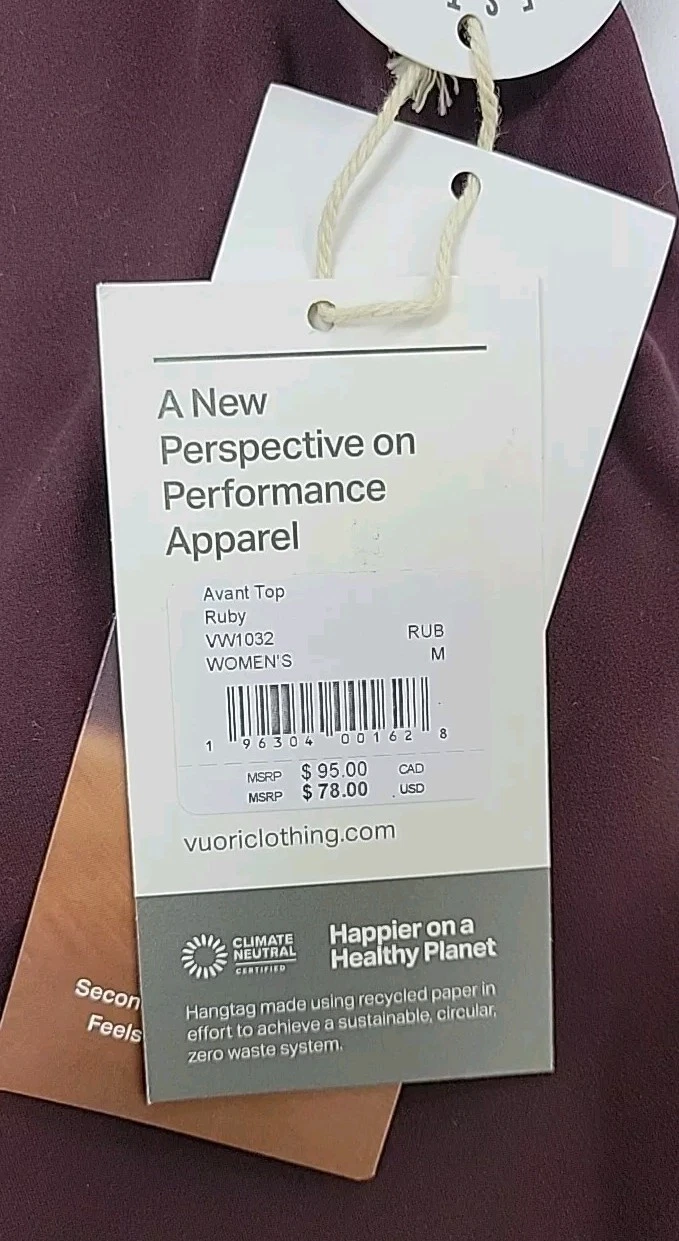 A New
Perspective on
Performance
Apparel
Avant Top
Ruby
VW1032 RUB
WOMEN'S M
1 96304 00162 8
MSRP $ 95.00 CAD
MSRP $ 78.00 USD
vuoriclothing.com
CLIMATE
NEUTRAL
CERTIFIED
Happier on a
Healthy Planet
Hangtag made using recycled paper in
effort to achieve a sustainable, circular,
zero waste system.
Secon
Feels